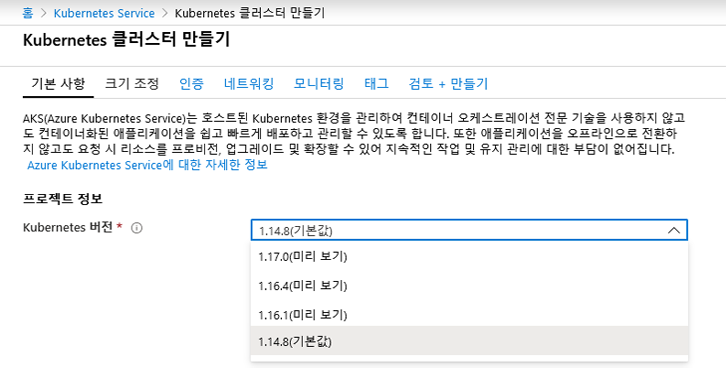 홈 > Kubernetes Service > Kubernetes 클러스터 만들기
Kubernetes 클러스터 만들기
기본 사항 크기 조정 인증 네트워킹 모니터링 태그 검토 + 만들기
AKS(Azure Kubernetes Service)는 호스트된 Kubernetes 환경을 관리하여 컨테이너 오케스트레이션 전문 기술을 사용하지 않고
도 컨테이너화된 애플리케이션을 쉽고 빠르게 배포하고 관리할 수 있도록 합니다. 또한 애플리케이션을 오프라인으로 전환하
지 않고도 요청 시 리소스를 프로비전, 업그레이드 및 확장할 수 있어 지속적인 작업 및 유지 관리에 대한 부담이 없어집니다.
Azure Kubernetes Service에 대한 자세한 정보
프로젝트 정보
Kubernetes 버전 *
1.14.8(기본값)
1.17.0(미리 보기)
1.16.4(미리 보기)
1.16.1(미리 보기)
1.14.8(기본값)